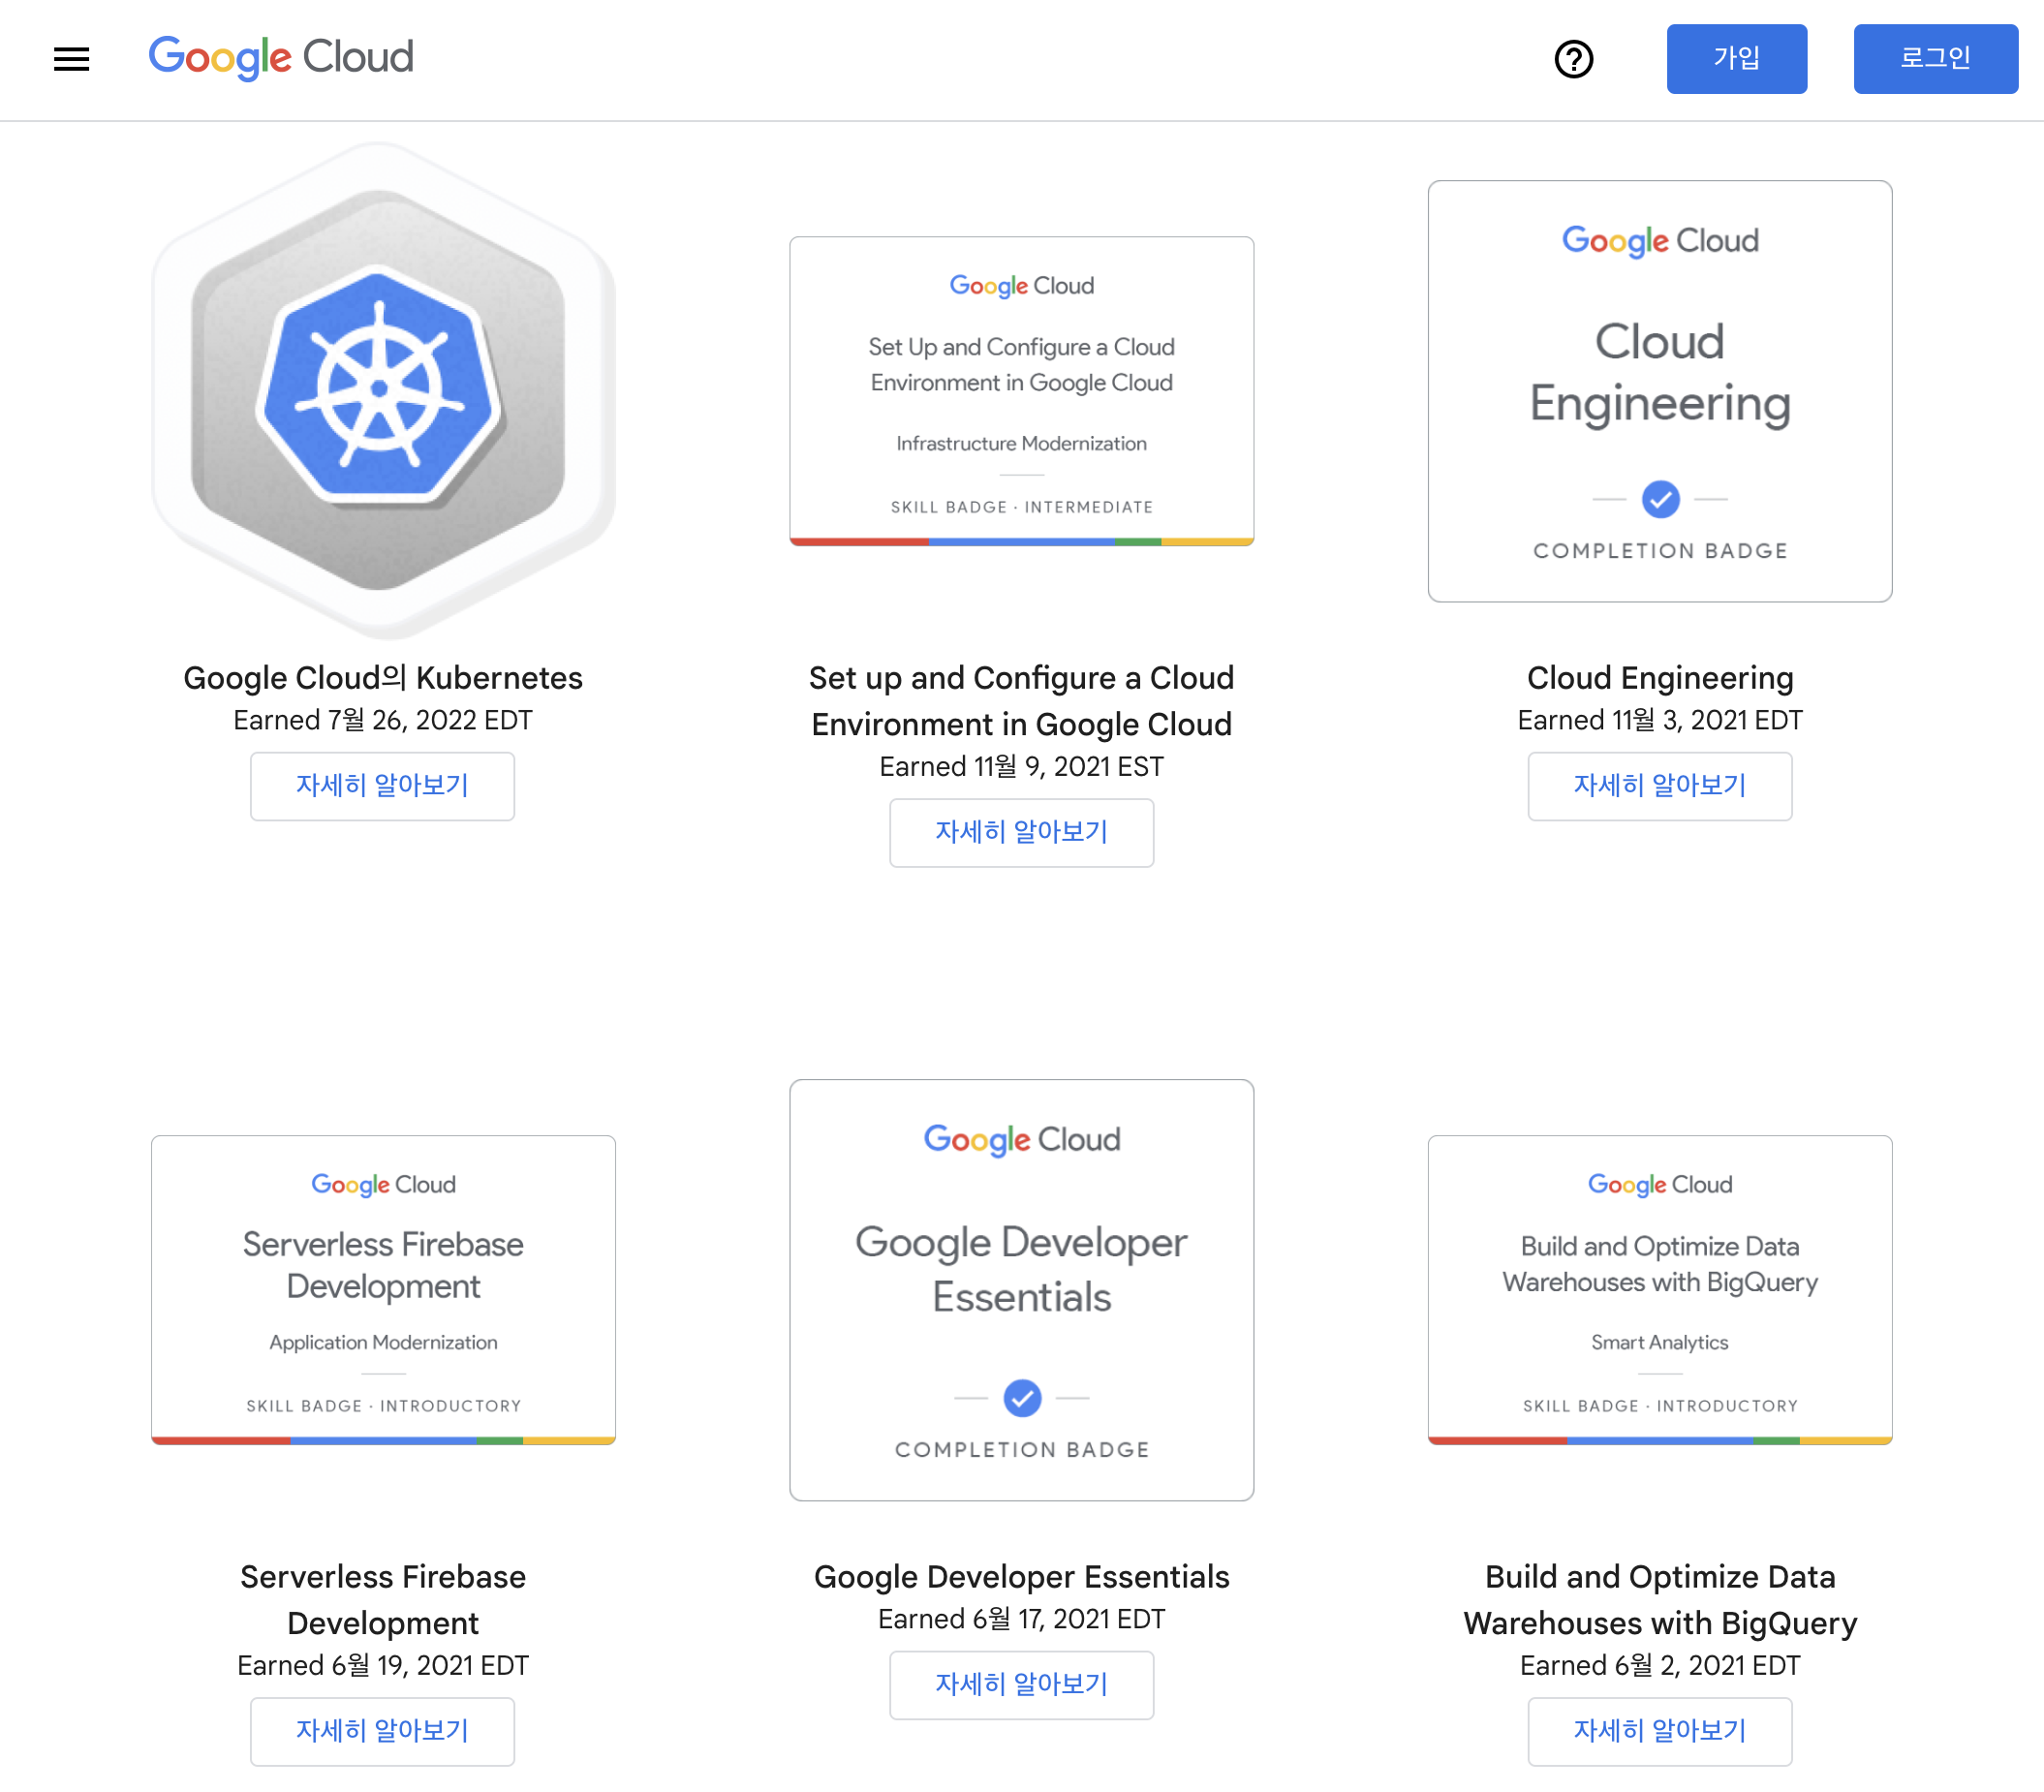 Google Cloud
가입
로그인
Google Cloud의 Kubernetes
Earned 7월 26, 2022 EDT
자세히 알아보기
Google Cloud
Set Up and Configure a Cloud
Environment in Google Cloud
Infrastructure Modernization
SKILL BADGE · INTERMEDIATE
Set up and Configure a Cloud
Environment in Google Cloud
Earned 11월 9, 2021 EST
자세히 알아보기
Google Cloud
Cloud
Engineering
COMPLETION BADGE
Cloud Engineering
Earned 11월 3, 2021 EDT
자세히 알아보기
Google Cloud
Serverless Firebase
Development
Application Modernization
SKILL BADGE · INTRODUCTORY
Serverless Firebase
Development
Earned 6월 19, 2021 EDT
자세히 알아보기
Google Cloud
Google Developer
Essentials
COMPLETION BADGE
Google Developer Essentials
Earned 6월 17, 2021 EDT
자세히 알아보기
Google Cloud
Build and Optimize Data
Warehouses with BigQuery
Smart Analytics
SKILL BADGE · INTRODUCTORY
Build and Optimize Data
Warehouses with BigQuery
Earned 6월 2, 2021 EDT
자세히 알아보기